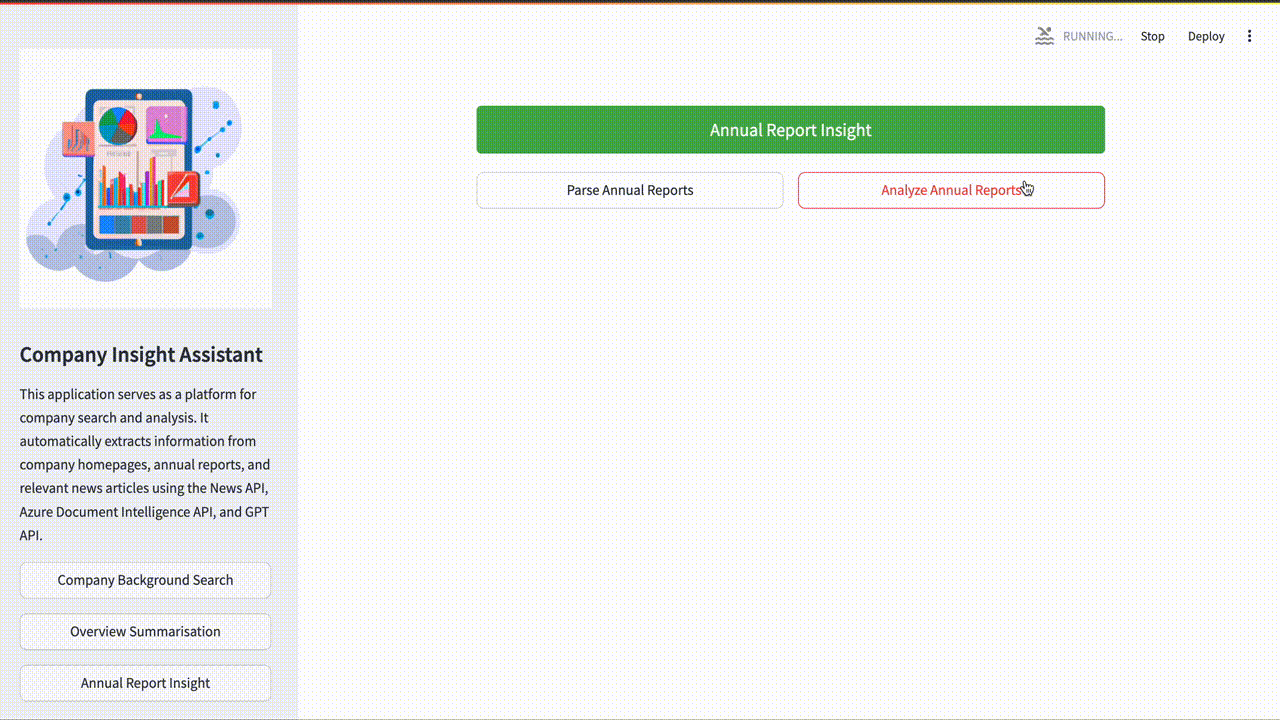 RUNNING...
Stop
Deploy
Annual Report Insight
Parse Annual Reports
Analyze Annual Reports
Company Insight Assistant
This application serves as a platform for
company search and analysis. It
automatically extracts information from
company homepages, annual reports, and
relevant news articles using the News API,
Azure Document Intelligence API, and GPT
API.
Company Background Search
Overview Summarisation
Annual Report Insight